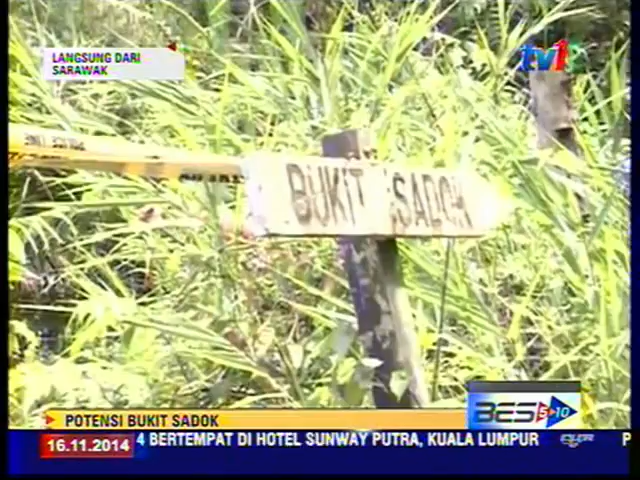 LANGSUNG DARI
SARAWAK
tv1
BUKIT SADOK
POTENSI BUKIT SADOK
BES 5 10
16.11.2014
4 BERTEMPAT DI HOTEL SUNWAY PUTRA, KUALA LUMPUR
P